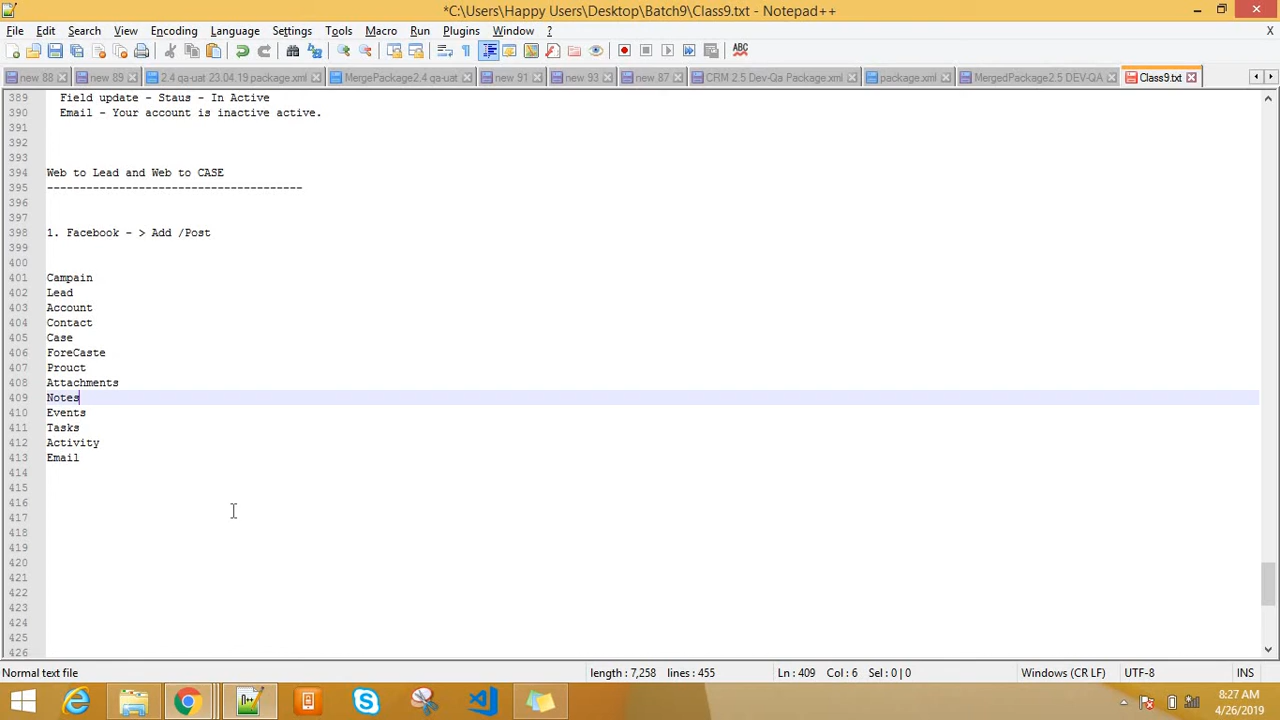 *C:\Users\Happy Users\Desktop\Batch9\Class9.txt - Notepad++
File Edit Search View Encoding Language Settings Tools Macro Run Plugins Window ? X
new 88 new 89 2.4 qa-uat 23.04.19 package.xml MergePackage2.4 qa-uat new 91 new 93 new 87 CRM 2.5 Dev-Qa Package.xml package.xml MergedPackage2.5 DEV-QA Class9.txt
389 Field update - Staus - In Active
390 Email - Your account is inactive active.
391
392
393
394 Web to Lead and Web to CASE
395 ---------------------------------------
396
397
398 1. Facebook - > Add /Post
399
400
401 Campain
402 Lead
403 Account
404 Contact
405 Case
406 ForeCaste
407 Prouct
408 Attachments
409 Notes
410 Events
411 Tasks
412 Activity
413 Email
414
415
416
417
418
419
420
421
422
423
424
425
426
Normal text file length : 7,258 lines : 455 Ln : 409 Col : 6 Sel : 0 | 0 Windows (CR LF) UTF-8 INS
8:27 AM
4/26/2019